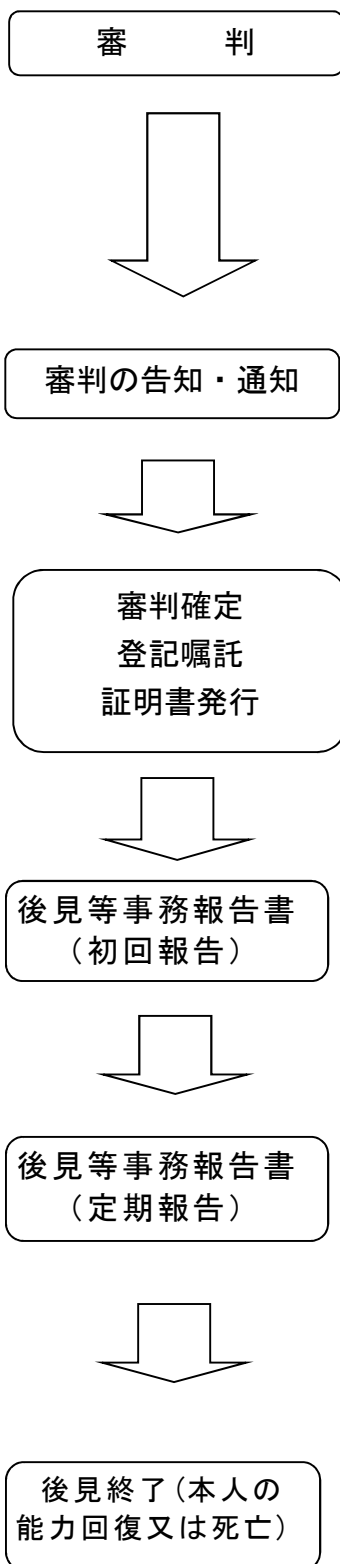 審　　　判
審判の告知・通知
審判確定
登記嘱託
証明書発行
後見等事務報告書
（初回報告）
後見等事務報告書
（定期報告）
後見終了（本人の
能力回復又は死亡）